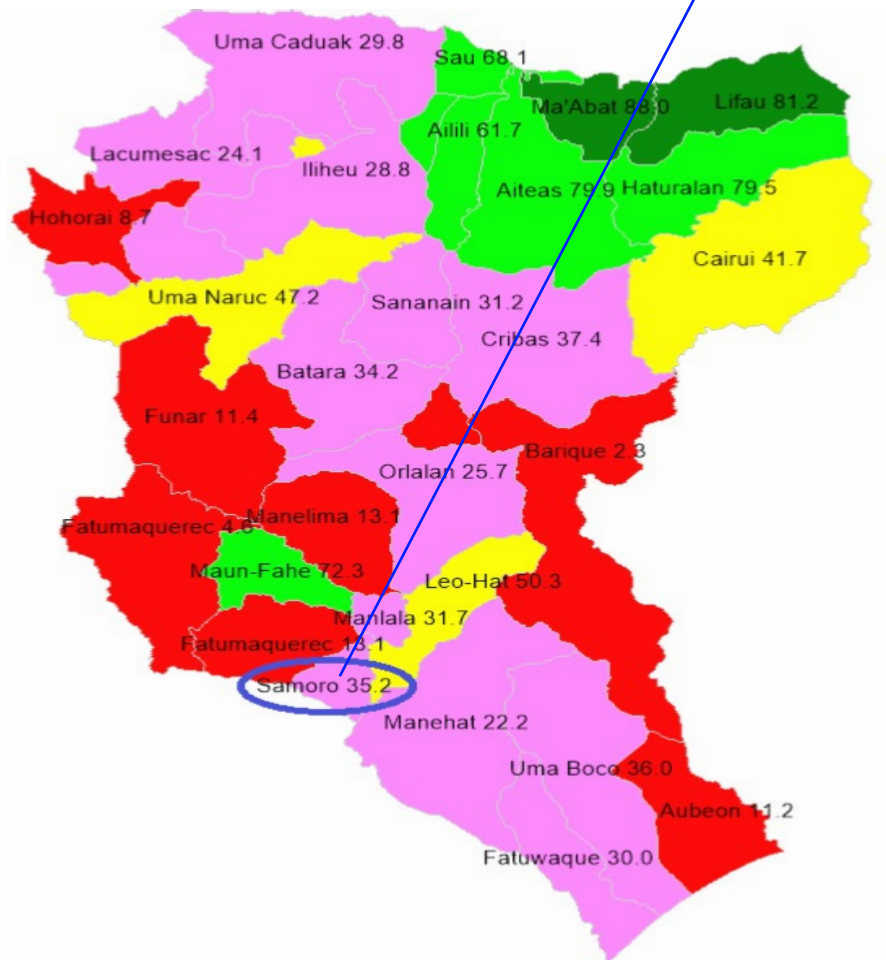 Uma Caduak 29.8
Sau 68.1
Ma'Abat 88.0
Lifau 81.2
Ailili 61.7
Lacumesac 24.1
Iliheu 28.8
Aiteas 79.9
Haturalan 79.5
Hohorai 8.7
Cairui 41.7
Uma Naruc 47.2
Sananain 31.2
Cribas 37.4
Batara 34.2
Funar 11.4
Barique 2.3
Orlalan 25.7
Manelima 13.1
Fatumaquerec 4.6
Maun-Fahe 72.3
Leo-Hat 50.3
Manlala 31.7
Fatumaquerec 13.1
Samoro 35.2
Manehat 22.2
Uma Boco 36.0
Aubeon 11.2
Fatuwaque 30.0